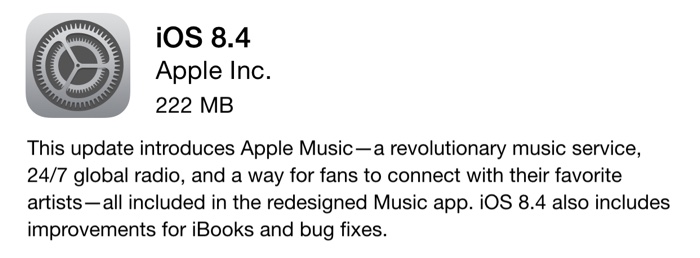 iOS 8.4
Apple Inc.
222 MB
This update introduces Apple Music—a revolutionary music service,
24/7 global radio, and a way for fans to connect with their favorite
artists—all included in the redesigned Music app. iOS 8.4 also includes
improvements for iBooks and bug fixes.